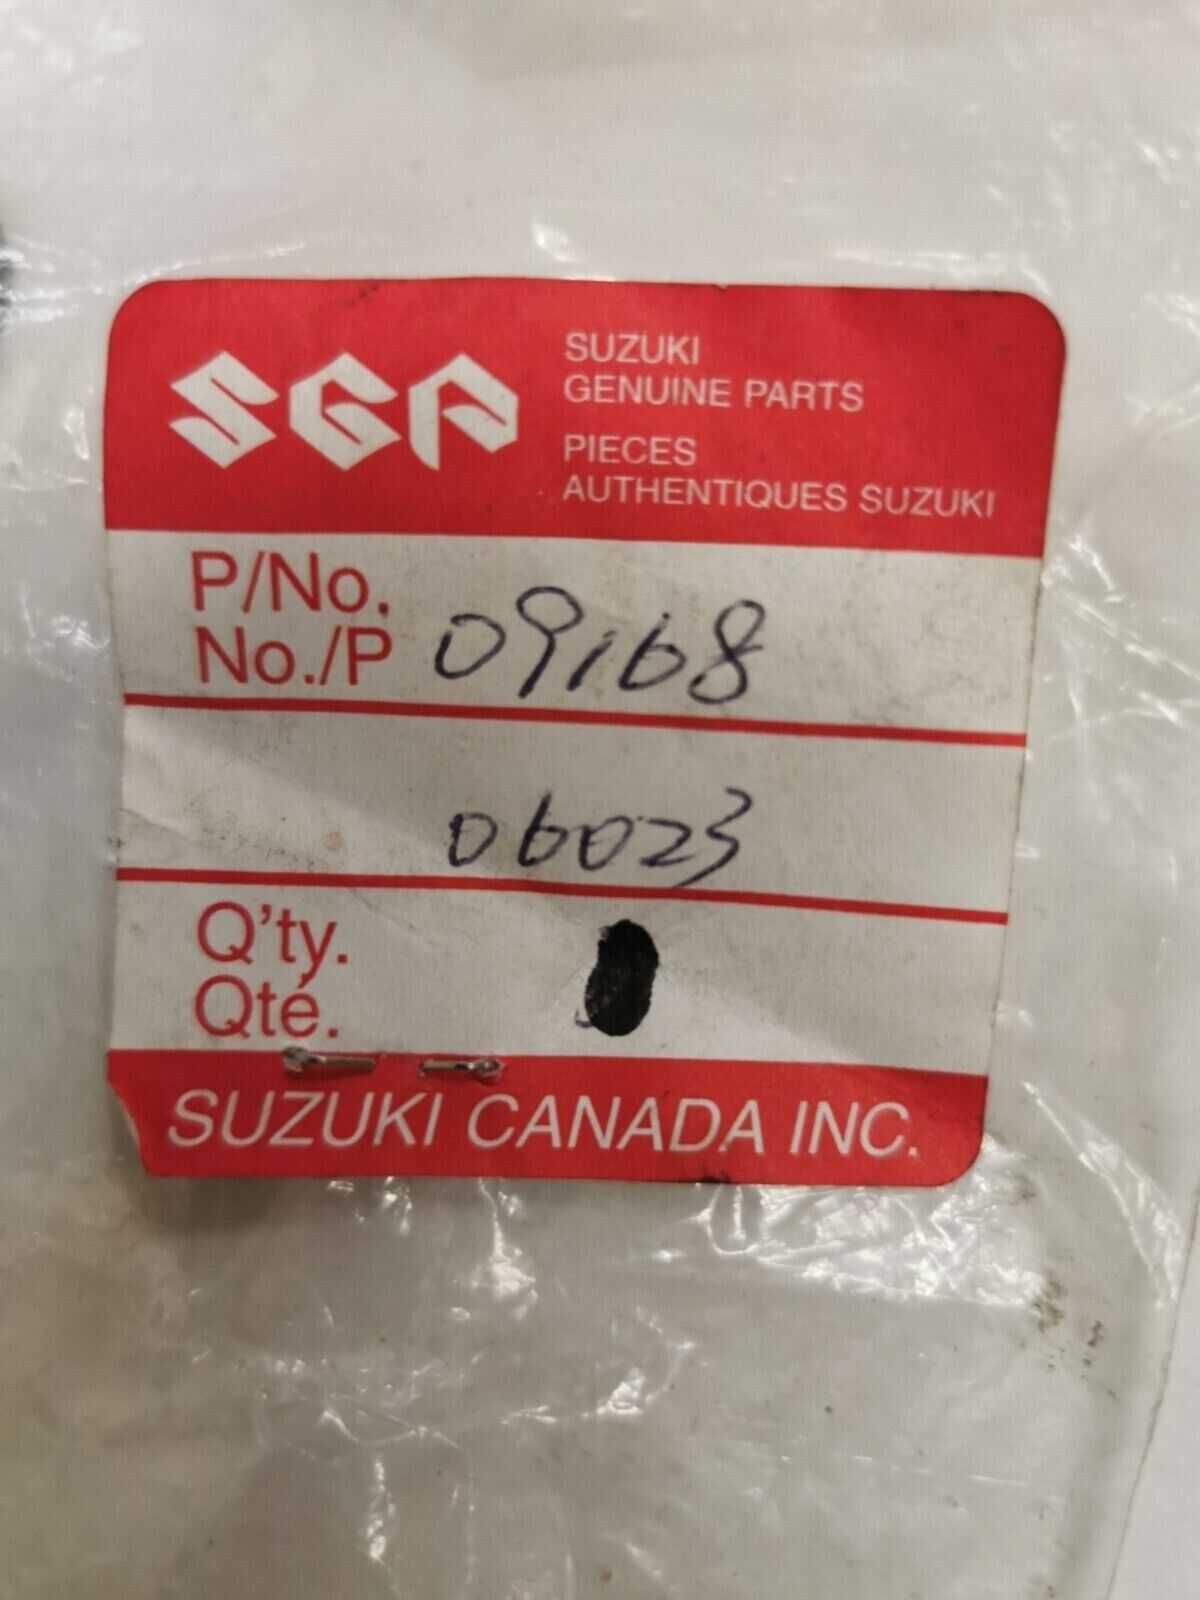 SGP
SUZUKI
GENUINE PARTS
PIECES
AUTHENTIQUES SUZUKI
P/No.
No./P 09168
06023
Q'ty.
Qté.
SUZUKI CANADA INC.